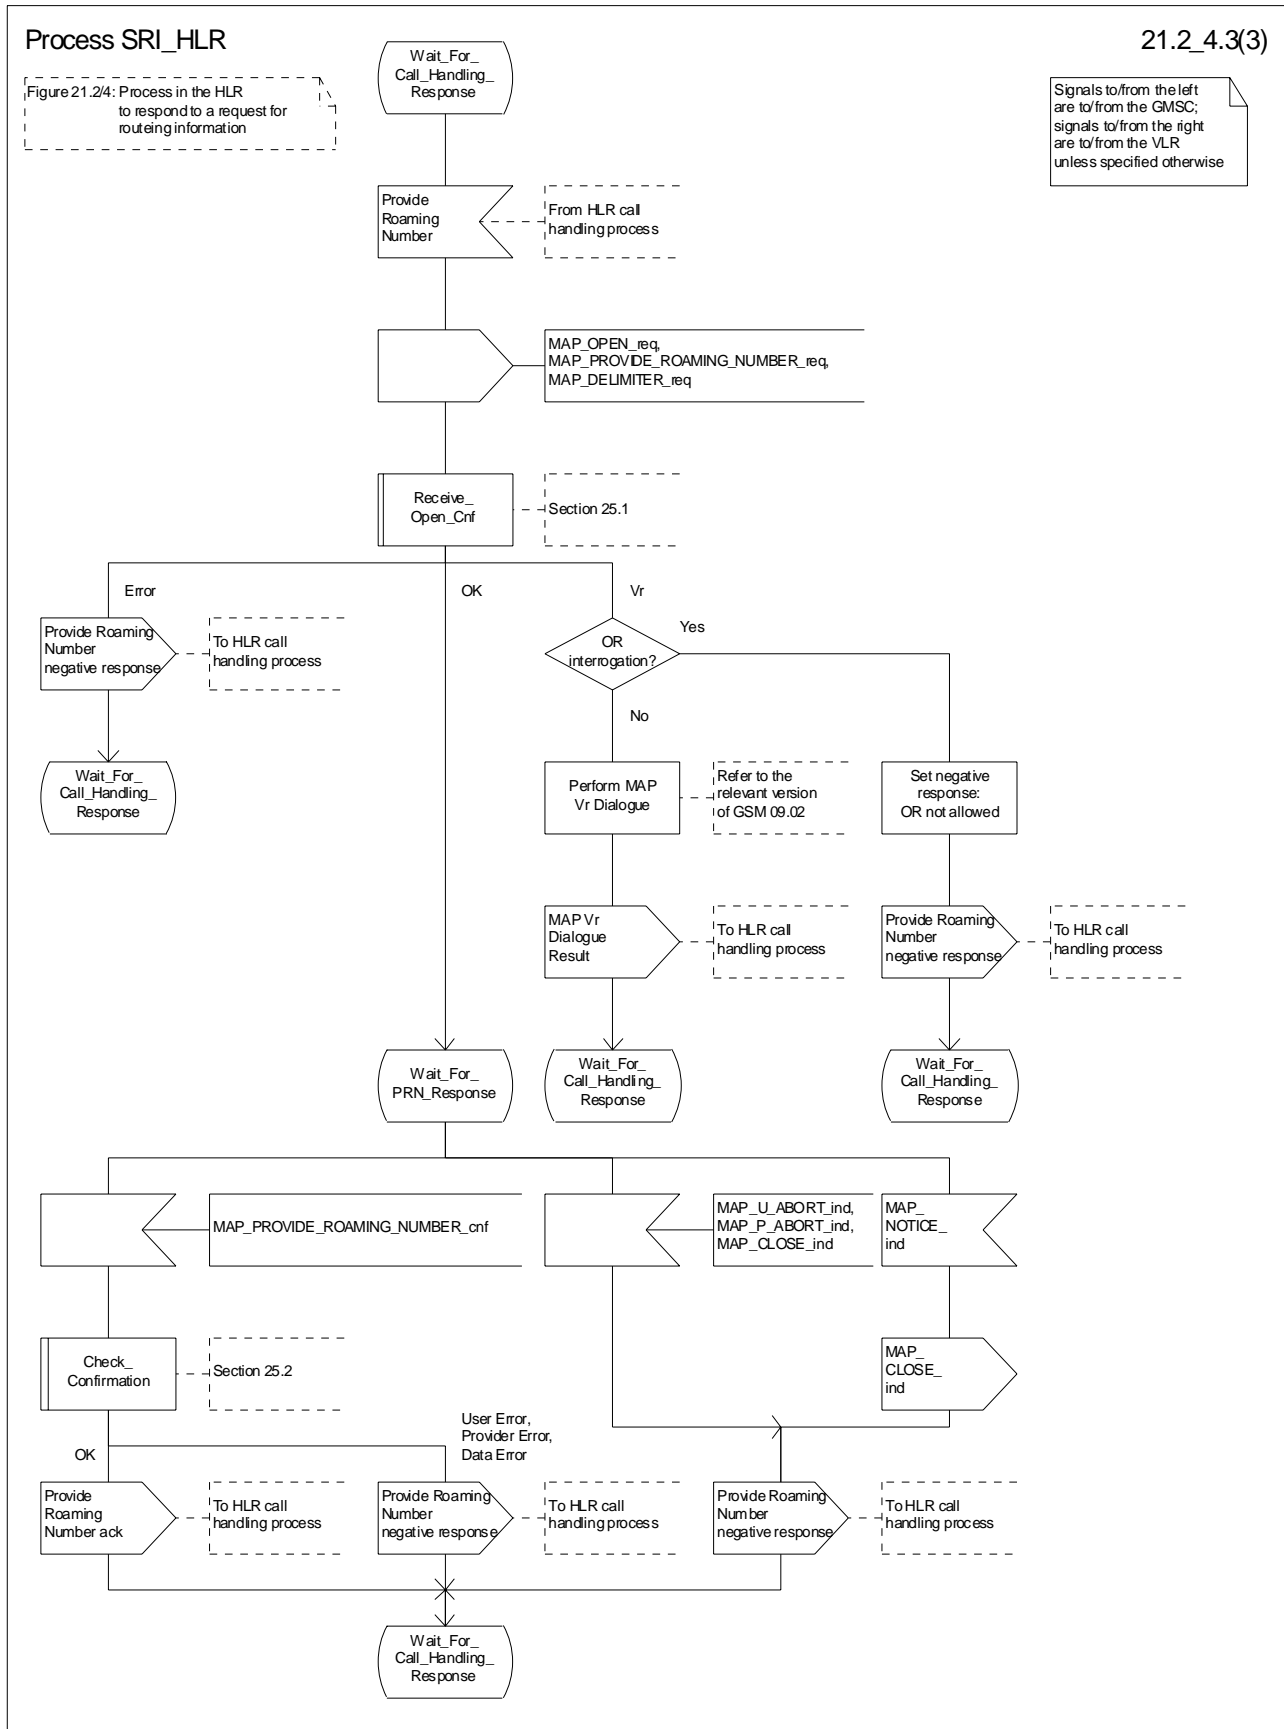 Process SRI_HLR
21.2_4.3(3)
Figure 21.2/4: Process in the HLR
to respond to a request for
routeing information
Signals to/from the left
are to/from the GMSC;
signals to/from the right
are to/from the VLR
unless specified otherwise
Wait_For_
Call_Handling_
Response
Provide
Roaming
Number
From HLR call
handling process
MAP_OPEN_req,
MAP_PROVIDE_ROAMING_NUMBER_req,
MAP_DELIMITER_req
Receive_
Open_Cnf
Section 25.1
Error
OK
Vr
Provide Roaming
Number
negative response
To HLR call
handling process
OR
interrogation?
Yes
No
Wait_For_
Call_Handling_
Response
Perform MAP
Vr Dialogue
Refer to the
relevant version
of GSM 09.02
Set negative
response:
OR not allowed
MAP Vr
Dialogue
Result
To HLR call
handling process
Provide Roaming
Number
negative response
To HLR call
handling process
Wait_For_
PRN_Response
Wait_For_
Call_Handling_
Response
Wait_For_
Call_Handling_
Response
MAP_PROVIDE_ROAMING_NUMBER_cnf
MAP_U_ABORT_ind,
MAP_P_ABORT_ind,
MAP_CLOSE_ind
MAP_
NOTICE_
ind
Check_
Confirmation
Section 25.2
MAP_
CLOSE_
ind
OK
User Error,
Provider Error,
Data Error
Provide
Roaming
Number ack
To HLR call
handling process
Provide Roaming
Number
negative response
To HLR call
handling process
Provide Roaming
Number
negative response
To HLR call
handling process
Wait_For_
Call_Handling_
Response